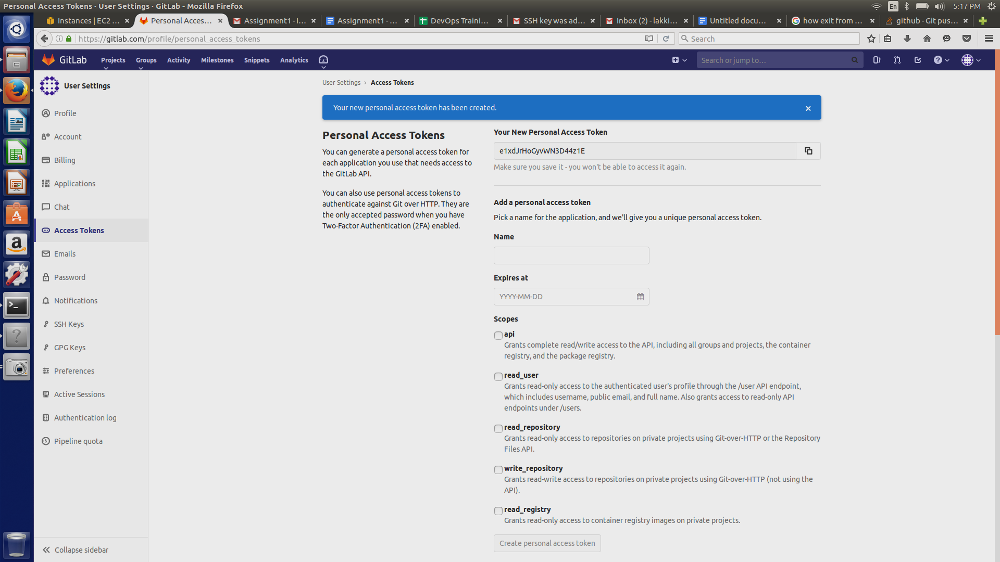 Personal Access Tokens · User Settings · GitLab - Mozilla Firefox
En
5:17 PM
Instances | EC2 ...
Personal Acces...
Assignment1 - I...
Assignment1 - ...
DevOps Traini...
SSH key was ad...
Inbox (2) - lakki...
Untitled docu...
how exit from ...
github - Git pus...
https://gitlab.com/profile/personal_access_tokens
Search
GitLab
Projects
Groups
Activity
Milestones
Snippets
Analytics
Search or jump to...
User Settings
Profile
Account
Billing
Applications
Chat
Access Tokens
Emails
Password
Notifications
SSH Keys
GPG Keys
Preferences
Active Sessions
Authentication log
Pipeline quota
Collapse sidebar
User Settings › Access Tokens
Your new personal access token has been created.
Personal Access Tokens
You can generate a personal access token for
each application you use that needs access to
the GitLab API.
You can also use personal access tokens to
authenticate against Git over HTTP. They are
the only accepted password when you have
Two-Factor Authentication (2FA) enabled.
Your New Personal Access Token
e1xdJrHoGyvWN3D44z1E
Make sure you save it - you won't be able to access it again.
Add a personal access token
Pick a name for the application, and we'll give you a unique personal access token.
Name
Expires at
YYYY-MM-DD
Scopes
api
Grants complete read/write access to the API, including all groups and projects, the container
registry, and the package registry.
read_user
Grants read-only access to the authenticated user's profile through the /user API endpoint,
which includes username, public email, and full name. Also grants access to read-only API
endpoints under /users.
read_repository
Grants read-only access to repositories on private projects using Git-over-HTTP or the Repository
Files API.
write_repository
Grants read-write access to repositories on private projects using Git-over-HTTP (not using the
API).
read_registry
Grants read-only access to container registry images on private projects.
Create personal access token